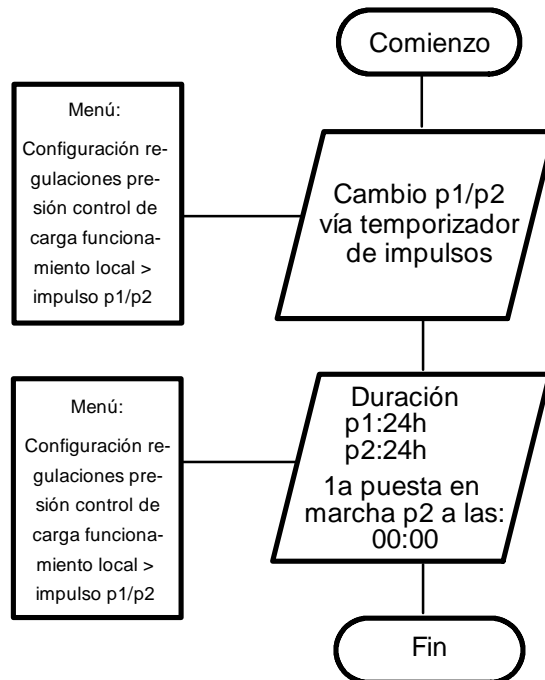 Comienzo
Menú:
Configuración re-
gulaciones pre-
sión control de
carga funciona-
miento local >
impulso p1/p2
Cambio p1/p2
vía temporizador
de impulsos
Menú:
Configuración re-
gulaciones pre-
sión control de
carga funciona-
miento local >
impulso p1/p2
Duración
p1:24h
p2:24h
1a puesta en
marcha p2 a las:
00:00
Fin